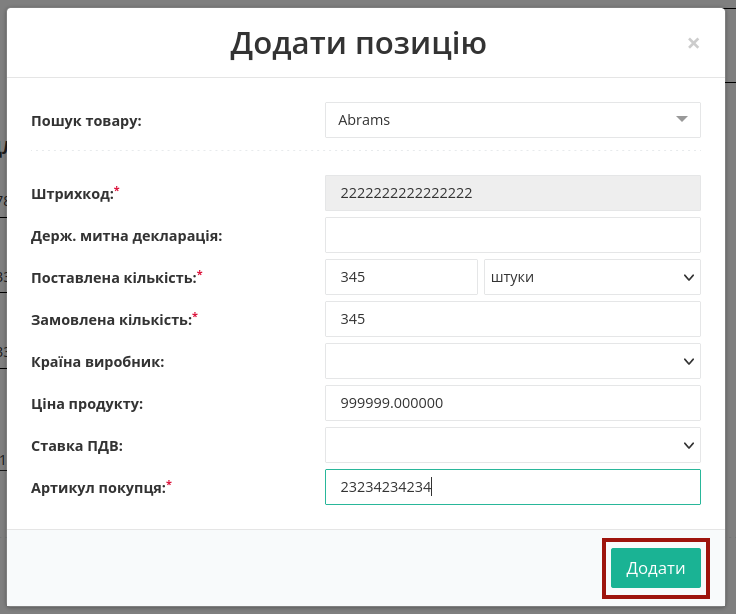 Додати позицію
×
Пошук товару: Abrams
Штрихкод:* 2222222222222222
Держ. митна декларація:
Поставлена кількість:* 345 штуки
Замовлена кількість:* 345
Країна виробник:
Ціна продукту: 999999.000000
Ставка ПДВ:
Артикул покупця:* 23234234234
Додати